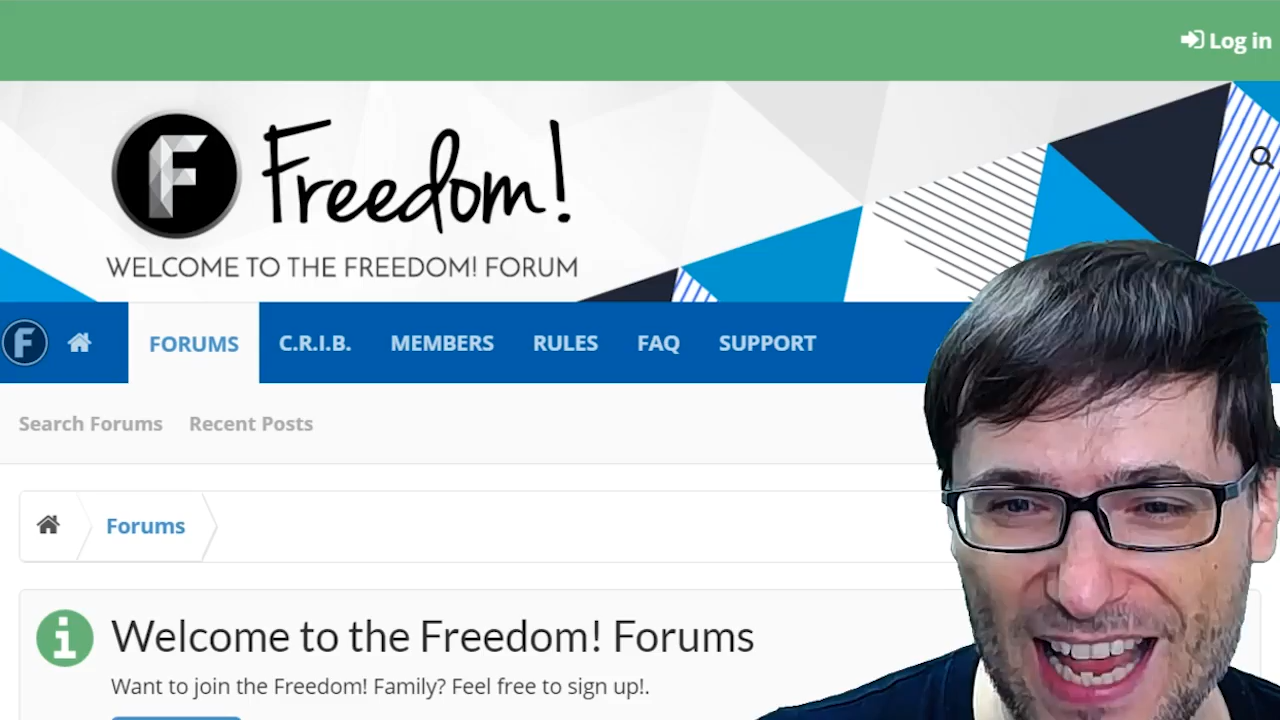 Log in
F Freedom!
WELCOME TO THE FREEDOM! FORUM
F FORUMS C.R.I.B. MEMBERS RULES FAQ SUPPORT
Search Forums Recent Posts
Forums
Welcome to the Freedom! Forums
Want to join the Freedom! Family? Feel free to sign up!.